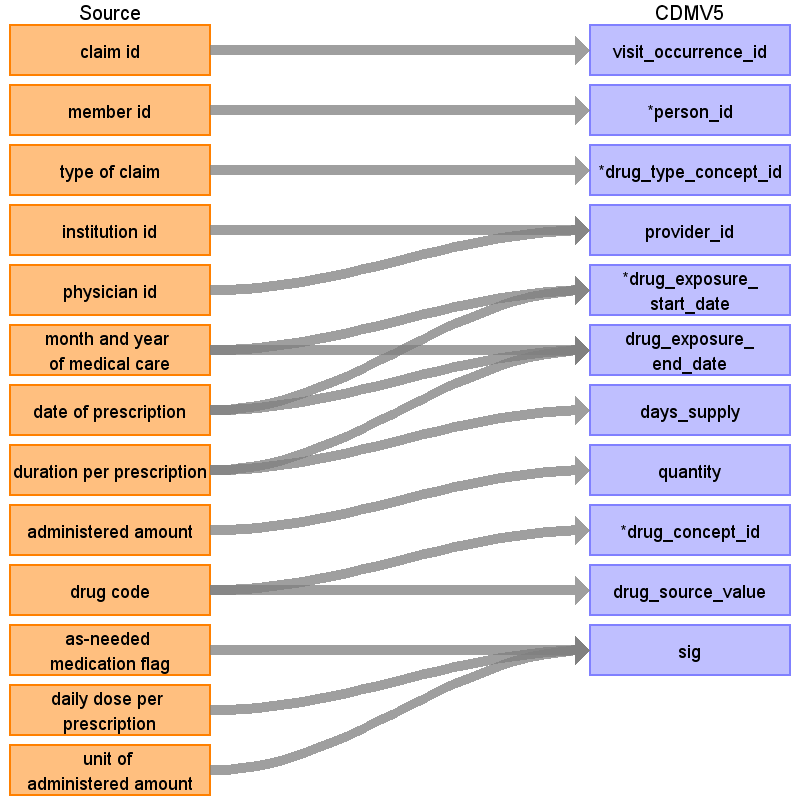 Source
CDMV5
claim id
visit_occurrence_id
member id
*person_id
type of claim
*drug_type_concept_id
institution id
provider_id
physician id
*drug_exposure_
start_date
month and year
of medical care
drug_exposure_
end_date
date of prescription
days_supply
duration per prescription
quantity
administered amount
*drug_concept_id
drug code
drug_source_value
as-needed
medication flag
sig
daily dose per
prescription
unit of
administered amount